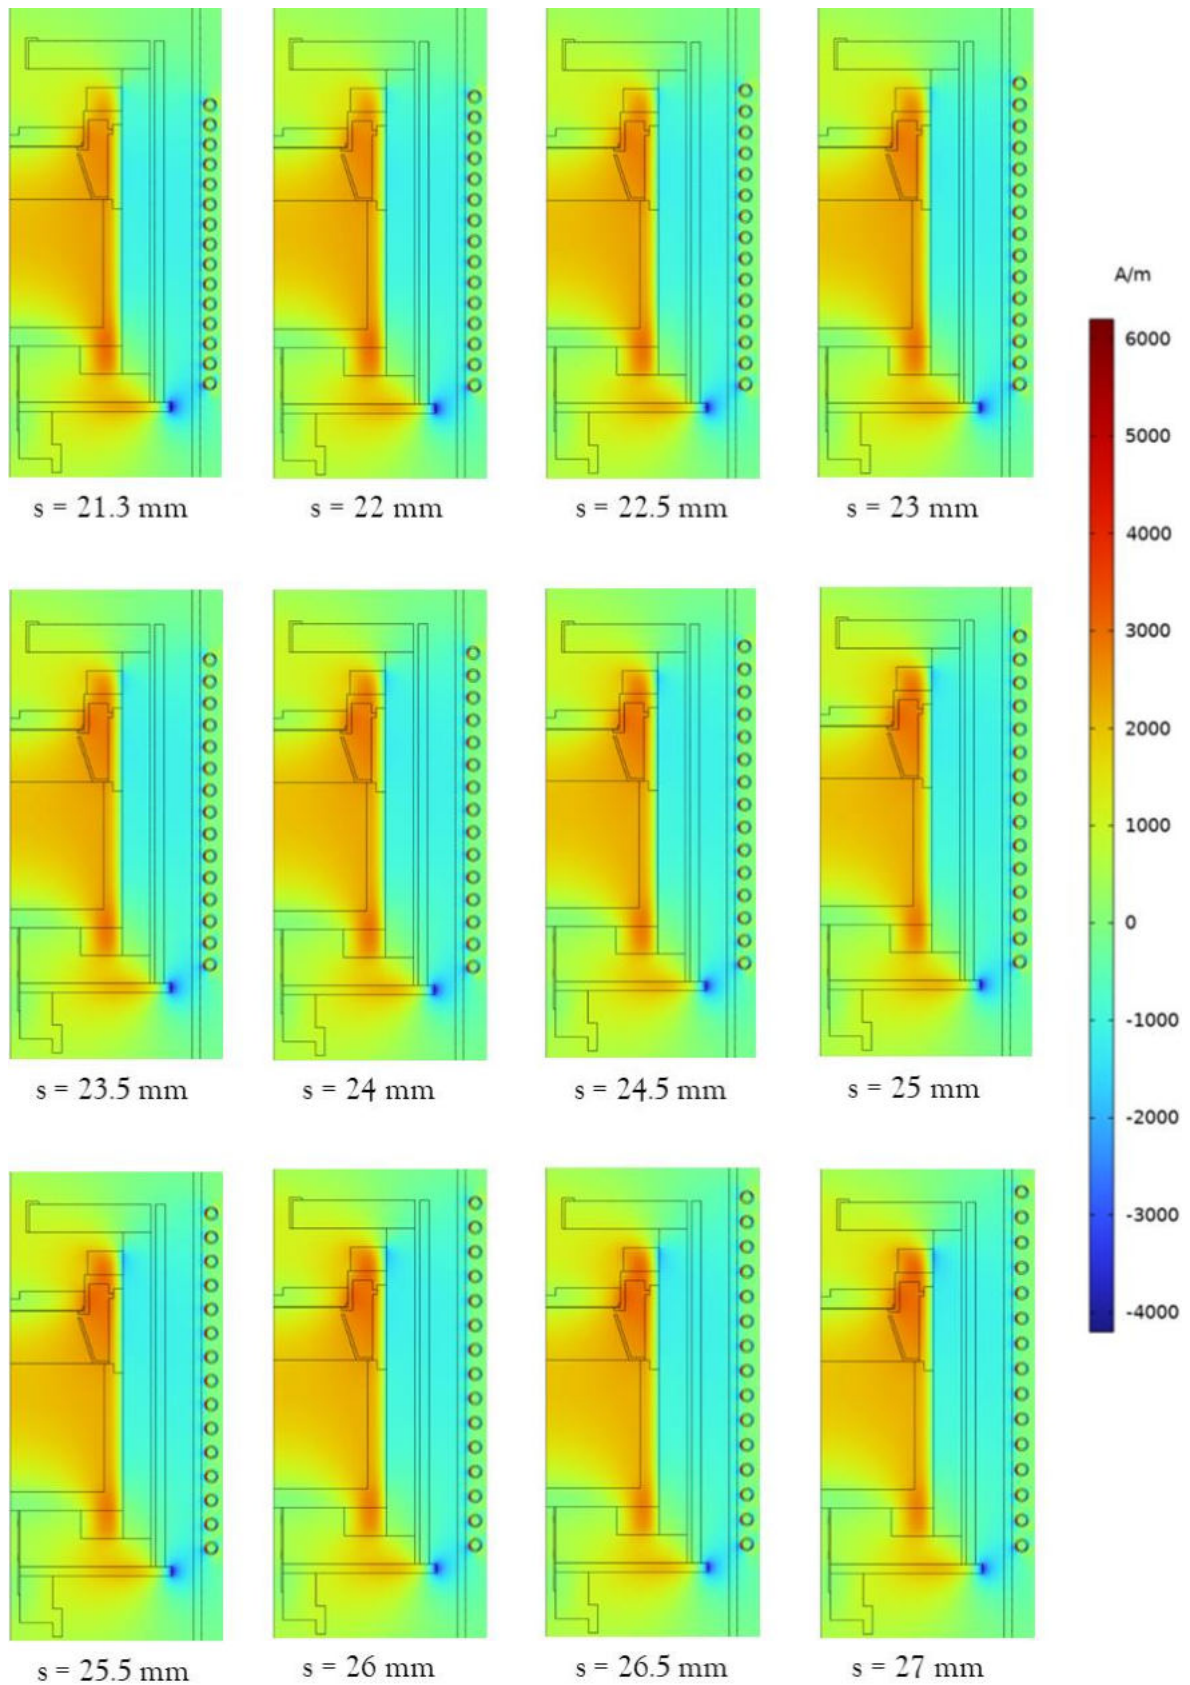 A/m
6000
5000
4000
3000
2000
1000
0
-1000
-2000
-3000
-4000
s = 21.3 mm
s = 22 mm
s = 22.5 mm
s = 23 mm
s = 23.5 mm
s = 24 mm
s = 24.5 mm
s = 25 mm
s = 25.5 mm
s = 26 mm
s = 26.5 mm
s = 27 mm